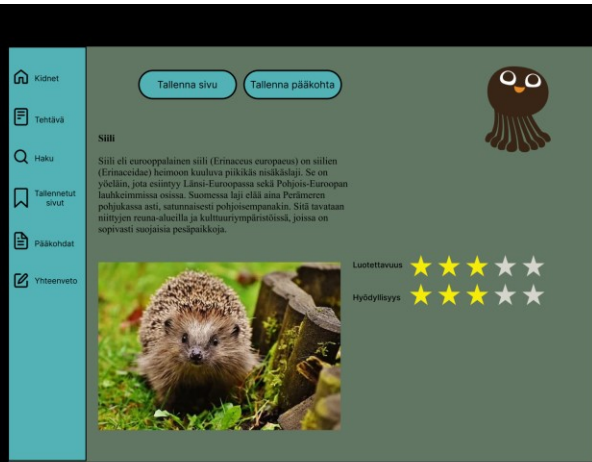 Kidnet
Tehtävä
Haku
Tallennetut
sivut
Pääkohdat
Yhteenveto
Tallenna sivu
Tallenna pääkohta
Siili
Siili eli eurooppalainen siili (Erinaceus europaeus) on siilien
(Erinaceidae) heimoon kuuluva piikikäs nisäkäslaji. Se on
yöeläin, jota esiintyy Länsi-Euroopassa sekä Pohjois-Euroopan
lauhkeimmissa osissa. Suomessa laji elää aina Perämeren
pohjukassa asti, satunnaisesti pohjoisempanakin. Sitä tavataan
niittyjen reuna-alueilla ja kulttuuriympäristöissä, joissa on
sopivasti suojaisia pesäpaikkoja.
Luotettavuus
Hyödyllisyys